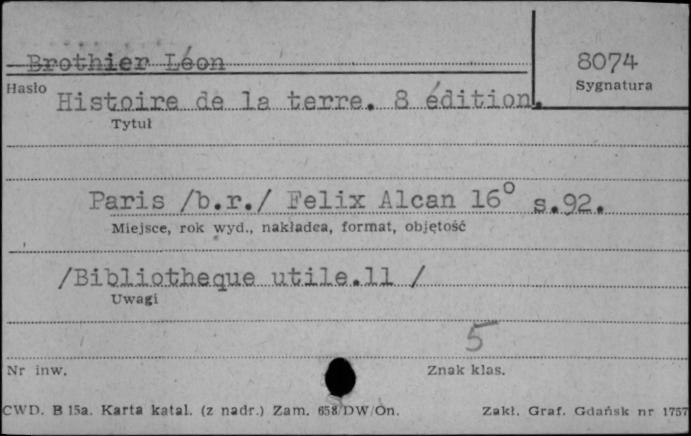 Brothier Léon
8074
Hasło
Sygnatura
Histoire de la terre. 8 édition.
Tytuł
Paris /b.r./ Felix Alcan 16° s.92.
Miejsce, rok wyd., nakładca, format, objętość
/Bibliotheque utile.11 /
Uwagi
5
Nr inw.
Znak klas.
CWD. B 15a. Karta katal. (z nadr.) Zam. 658/DW/On.
Zakł. Graf. Gdańsk nr 1757